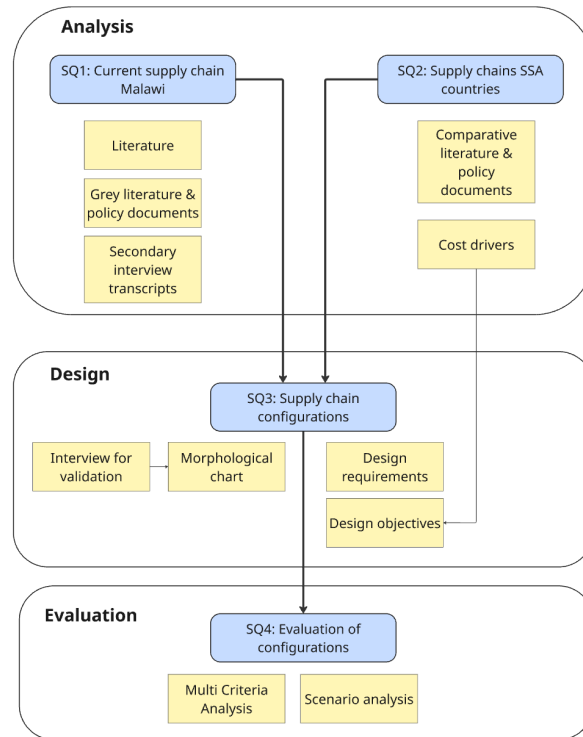 Analysis
SQ1: Current supply chain
Malawi
SQ2: Supply chains SSA
countries
Literature
Grey literature &
policy documents
Secondary
interview
transcripts
Comparative
literature &
policy
documents
Cost drivers
Design
SQ3: Supply chain
configurations
Interview for
validation
Morphological
chart
Design
requirements
Design objectives
Evaluation
SQ4: Evaluation of
configurations
Multi Criteria
Analysis
Scenario analysis